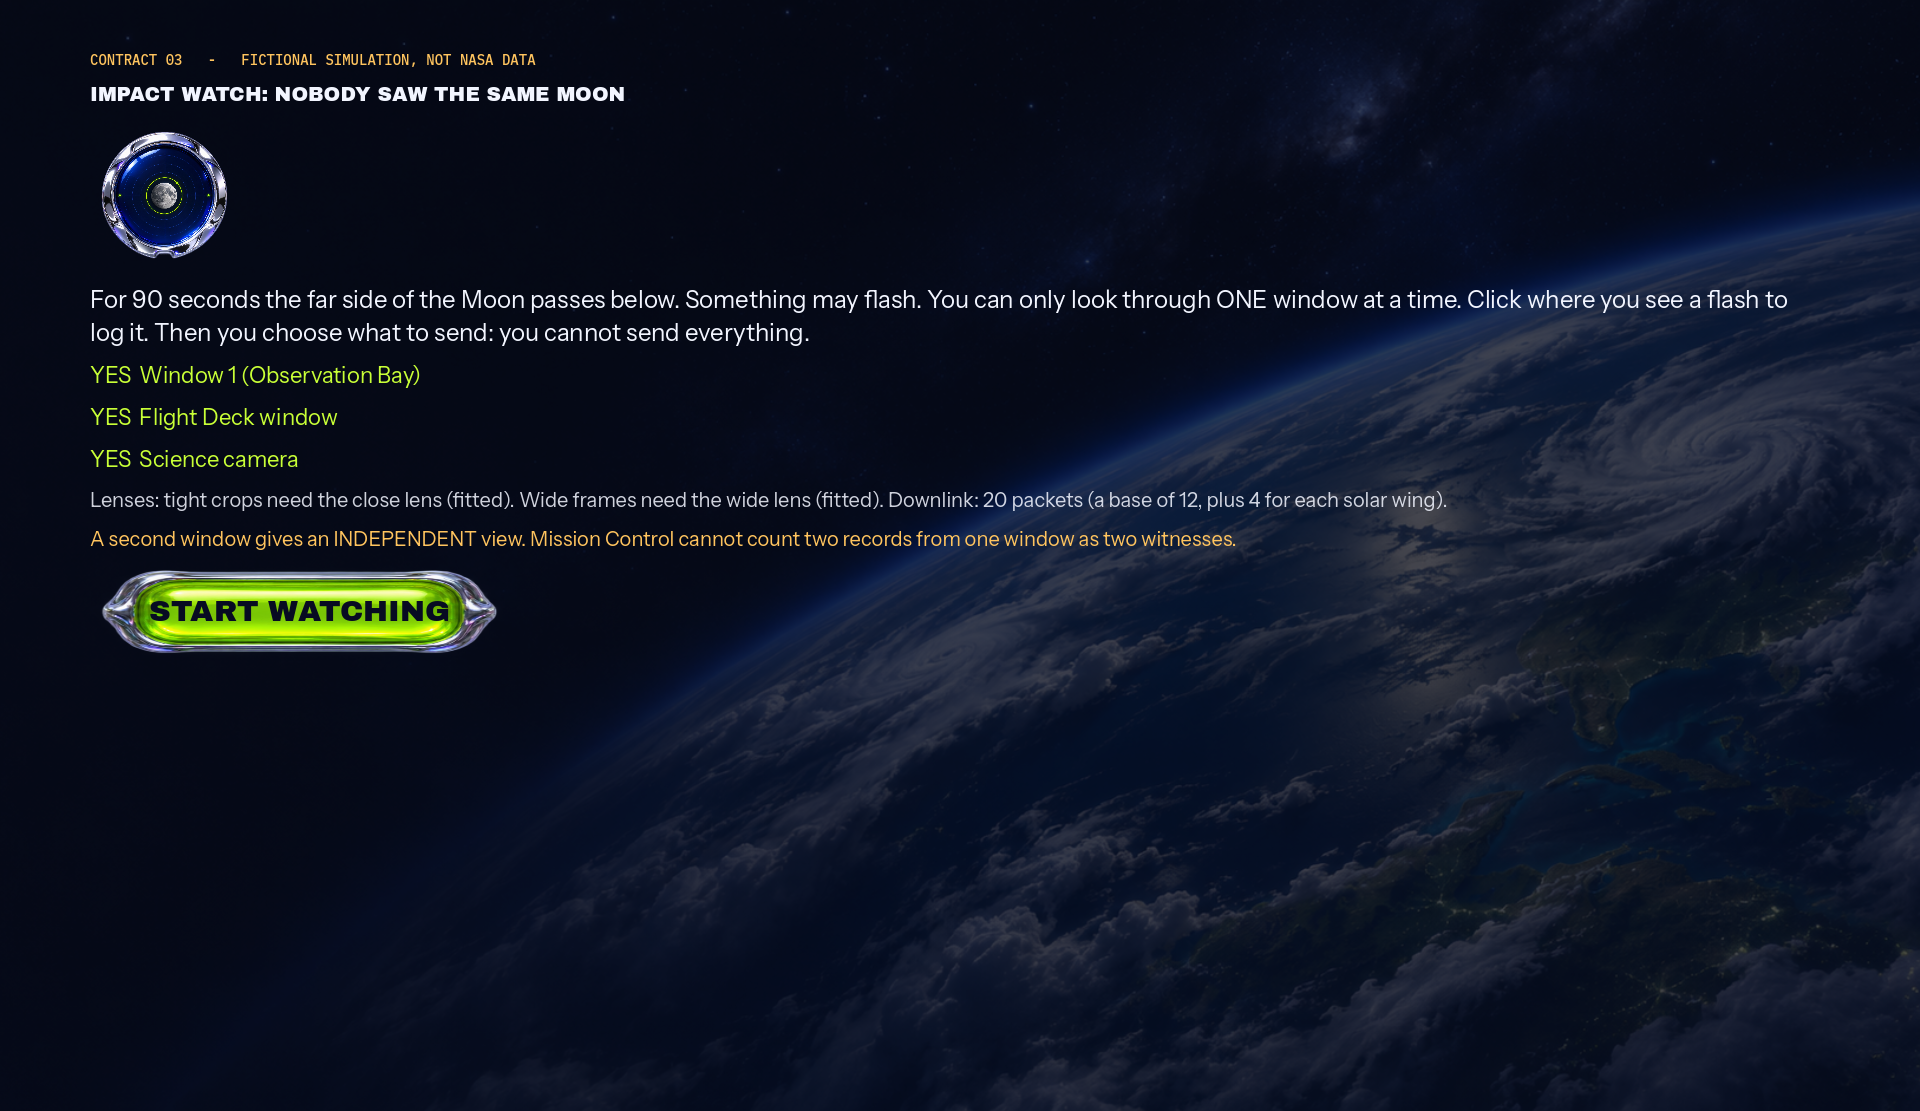 CONTRACT 03 - FICTIONAL SIMULATION, NOT NASA DATA
IMPACT WATCH: NOBODY SAW THE SAME MOON
For 90 seconds the far side of the Moon passes below. Something may flash. You can only look through ONE window at a time. Click where you see a flash to
log it. Then you choose what to send: you cannot send everything.
YES Window 1 (Observation Bay)
YES Flight Deck window
YES Science camera
Lenses: tight crops need the close lens (fitted). Wide frames need the wide lens (fitted). Downlink: 20 packets (a base of 12, plus 4 for each solar wing).
A second window gives an INDEPENDENT view. Mission Control cannot count two records from one window as two witnesses.
START WATCHING